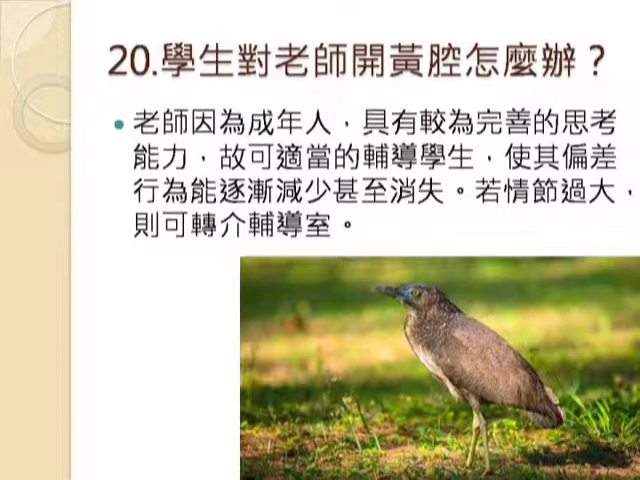 20.學生對老師開黃腔怎麼辦？
老師因為成年人，具有較為完善的思考
能力，故可適當的輔導學生，使其偏差
行為能逐漸減少甚至消失。若情節過大，
則可轉介輔導室。